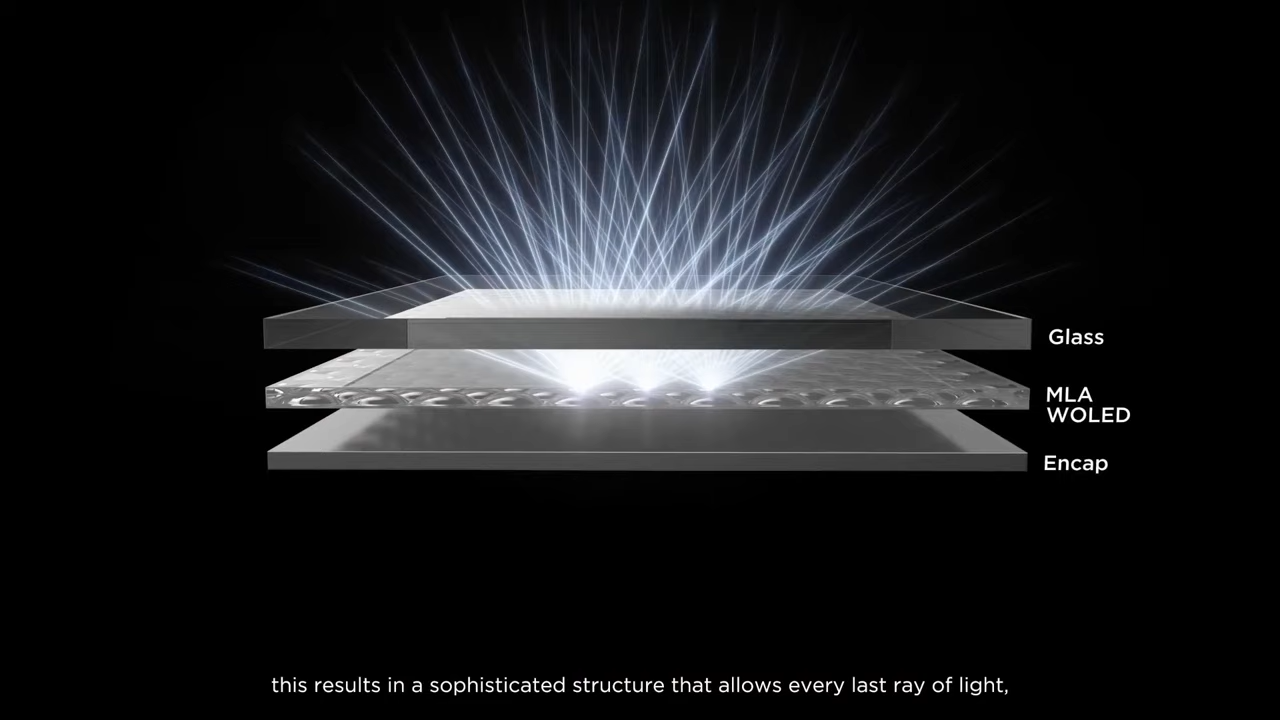 Glass
MLA
WOLED
Encap
this results in a sophisticated structure that allows every last ray of light,